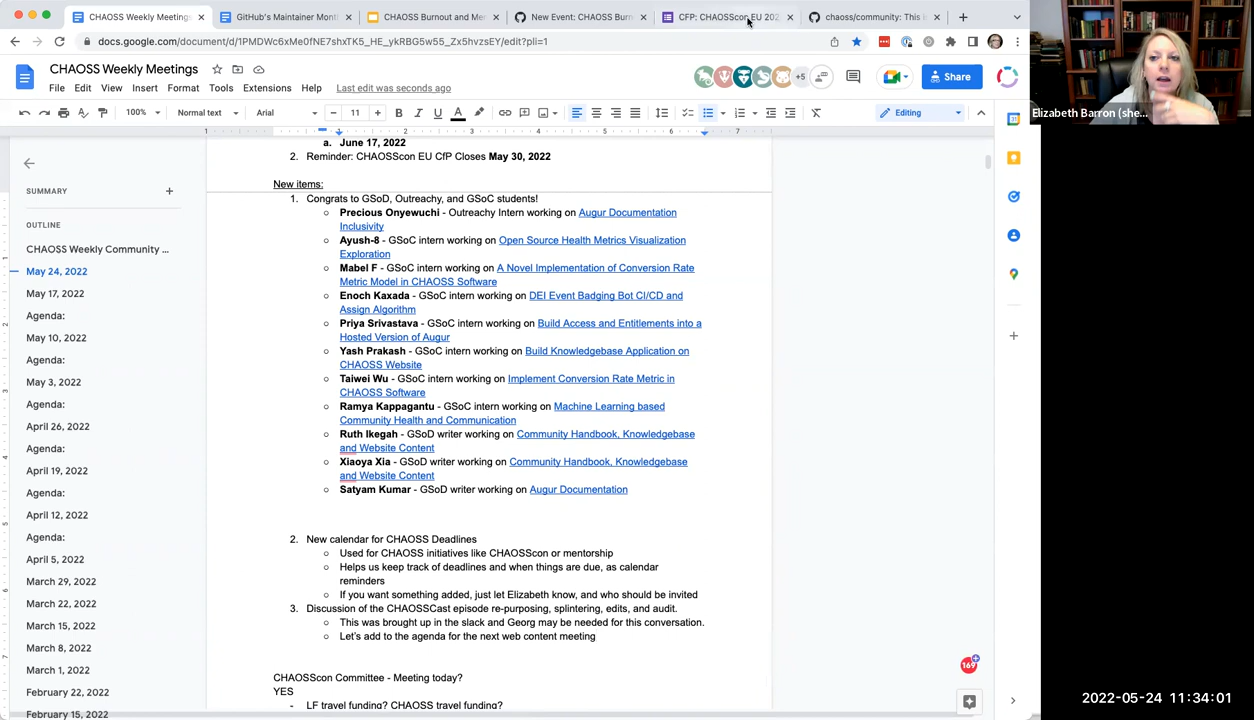 CHAOSS Weekly Meetings
GitHub's Maintainer Mont
CHAOSS Burnout and Me
New Event: CHAOSS Burn
CFP: CHAOSScon EU 202
chaoss/community: This
docs.google.com/document/d/1PMDWc6xMe0fNE7shxTK5_HE_ykRBG5w55_Zx5hvzsEY/edit?pli=1
CHAOSS Weekly Meetings
File Edit View Insert Format Tools Extensions Help Last edit was seconds ago
+5
Share
100% Normal text Arial 11 Editing
1 2 3 4 5 6 7
SUMMARY
OUTLINE
CHAOSS Weekly Community ...
May 24, 2022
May 17, 2022
Agenda:
May 10, 2022
Agenda:
May 3, 2022
Agenda:
April 26, 2022
Agenda:
April 19, 2022
Agenda:
April 12, 2022
Agenda:
April 5, 2022
March 29, 2022
March 22, 2022
March 15, 2022
March 8, 2022
March 1, 2022
February 22, 2022
February 15, 2022
a. June 17, 2022
2. Reminder: CHAOSScon EU CfP Closes May 30, 2022
New items:
1. Congrats to GSoD, Outreachy, and GSoC students!
Precious Onyewuchi - Outreachy Intern working on Augur Documentation
Inclusivity
Ayush-8 - GSoC intern working on Open Source Health Metrics Visualization
Exploration
Mabel F - GSoC intern working on A Novel Implementation of Conversion Rate
Metric Model in CHAOSS Software
Enoch Kaxada - GSoC intern working on DEI Event Badging Bot CI/CD and
Assign Algorithm
Priya Srivastava - GSoC intern working on Build Access and Entitlements into a
Hosted Version of Augur
Yash Prakash - GSoC intern working on Build Knowledgebase Application on
CHAOSS Website
Taiwei Wu - GSoC intern working on Implement Conversion Rate Metric in
CHAOSS Software
Ramya Kappagantu - GSoC intern working on Machine Learning based
Community Health and Communication
Ruth Ikegah - GSoD writer working on Community Handbook, Knowledgebase
and Website Content
Xiaoya Xia - GSoD writer working on Community Handbook, Knowledgebase
and Website Content
Satyam Kumar - GSoD writer working on Augur Documentation
2. New calendar for CHAOSS Deadlines
Used for CHAOSS initiatives like CHAOSScon or mentorship
Helps us keep track of deadlines and when things are due, as calendar
reminders
If you want something added, just let Elizabeth know, and who should be invited
3. Discussion of the CHAOSSCast episode re-purposing, splintering, edits, and audit.
This was brought up in the slack and Georg may be needed for this conversation.
Let's add to the agenda for the next web content meeting
CHAOSScon Committee - Meeting today?
YES
- LF travel funding? CHAOSS travel funding?
169
Elizabeth Barron (she...
2022-05-24 11:34:01